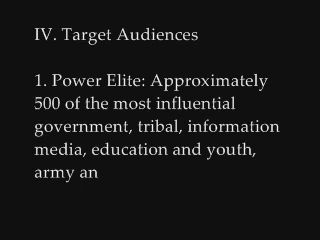 IV. Target Audiences
1. Power Elite: Approximately
500 of the most influential
government, tribal, information
media, education and youth,
army an